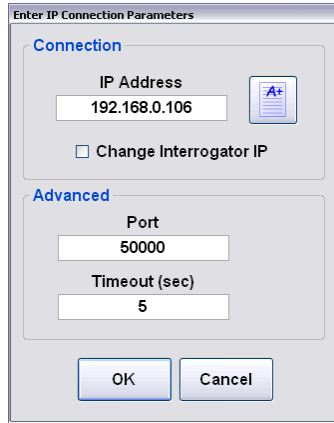 Enter IP Connection Parameters
Connection
IP Address
192.168.0.106
A+
Change Interrogator IP
Advanced
Port
50000
Timeout (sec)
5
OK
Cancel